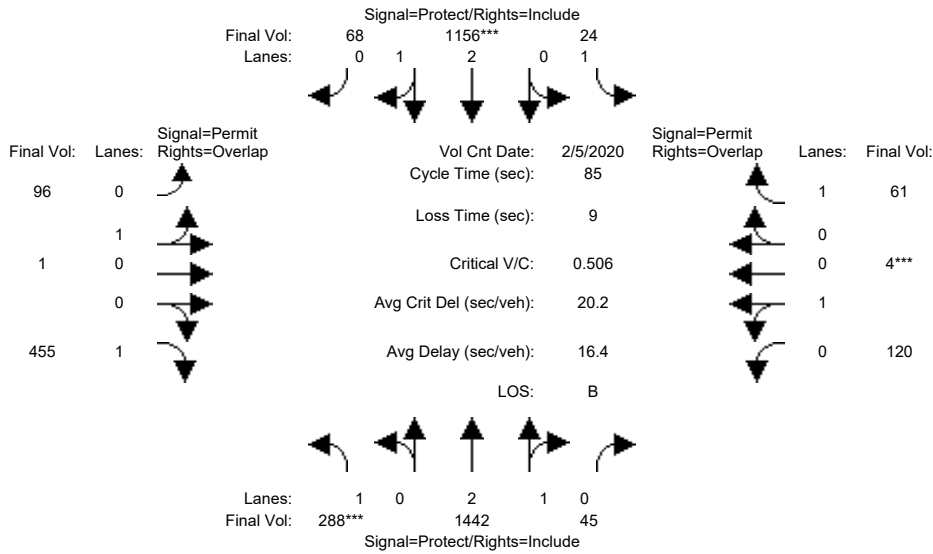 Signal=Protect/Rights=Include
Final Vol: 68 1156*** 24
Lanes: 0 1 2 0 1
Signal=Permit Signal=Permit
Final Vol: Lanes: Rights=Overlap Vol Cnt Date: 2/5/2020 Rights=Overlap Lanes: Final Vol:
Cycle Time (sec): 85
96 0 1 61
Loss Time (sec): 9
1 0
1 0 Critical V/C: 0.506 0 4***
0 Avg Crit Del (sec/veh): 20.2 1
455 1 Avg Delay (sec/veh): 16.4 0 120
LOS: B
Lanes: 1 0 2 1 0
Final Vol: 288*** 1442 45
Signal=Protect/Rights=Include